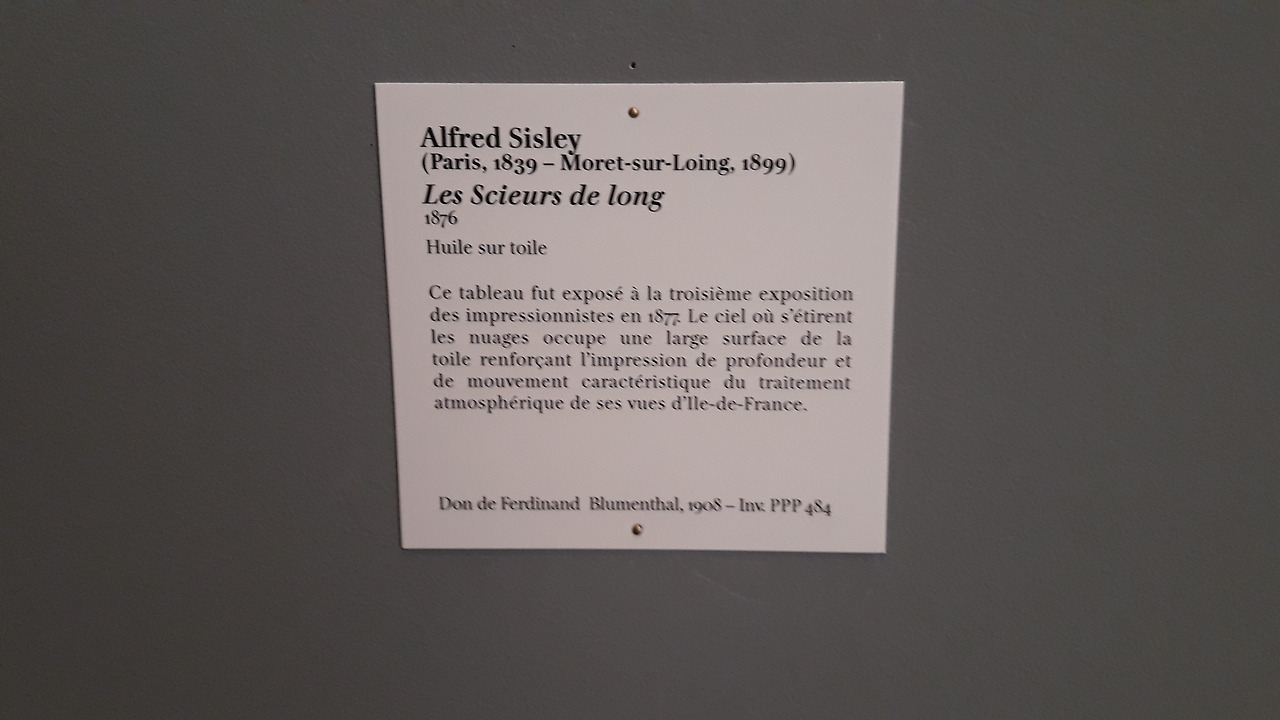 Alfred Sisley
(Paris, 1839 – Moret-sur-Loing, 1899)
Les Scieurs de long
1876
Huile sur toile
Ce tableau fut exposé à la troisième exposition
des impressionnistes en 1877. Le ciel où s’étirent
les nuages occupe une large surface de la
toile renforçant l’impression de profondeur et
de mouvement caractéristique du traitement
atmosphérique de ses vues d’Ile-de-France.
Don de Ferdinand Blumenthal, 1908 – Inv. PPP 484